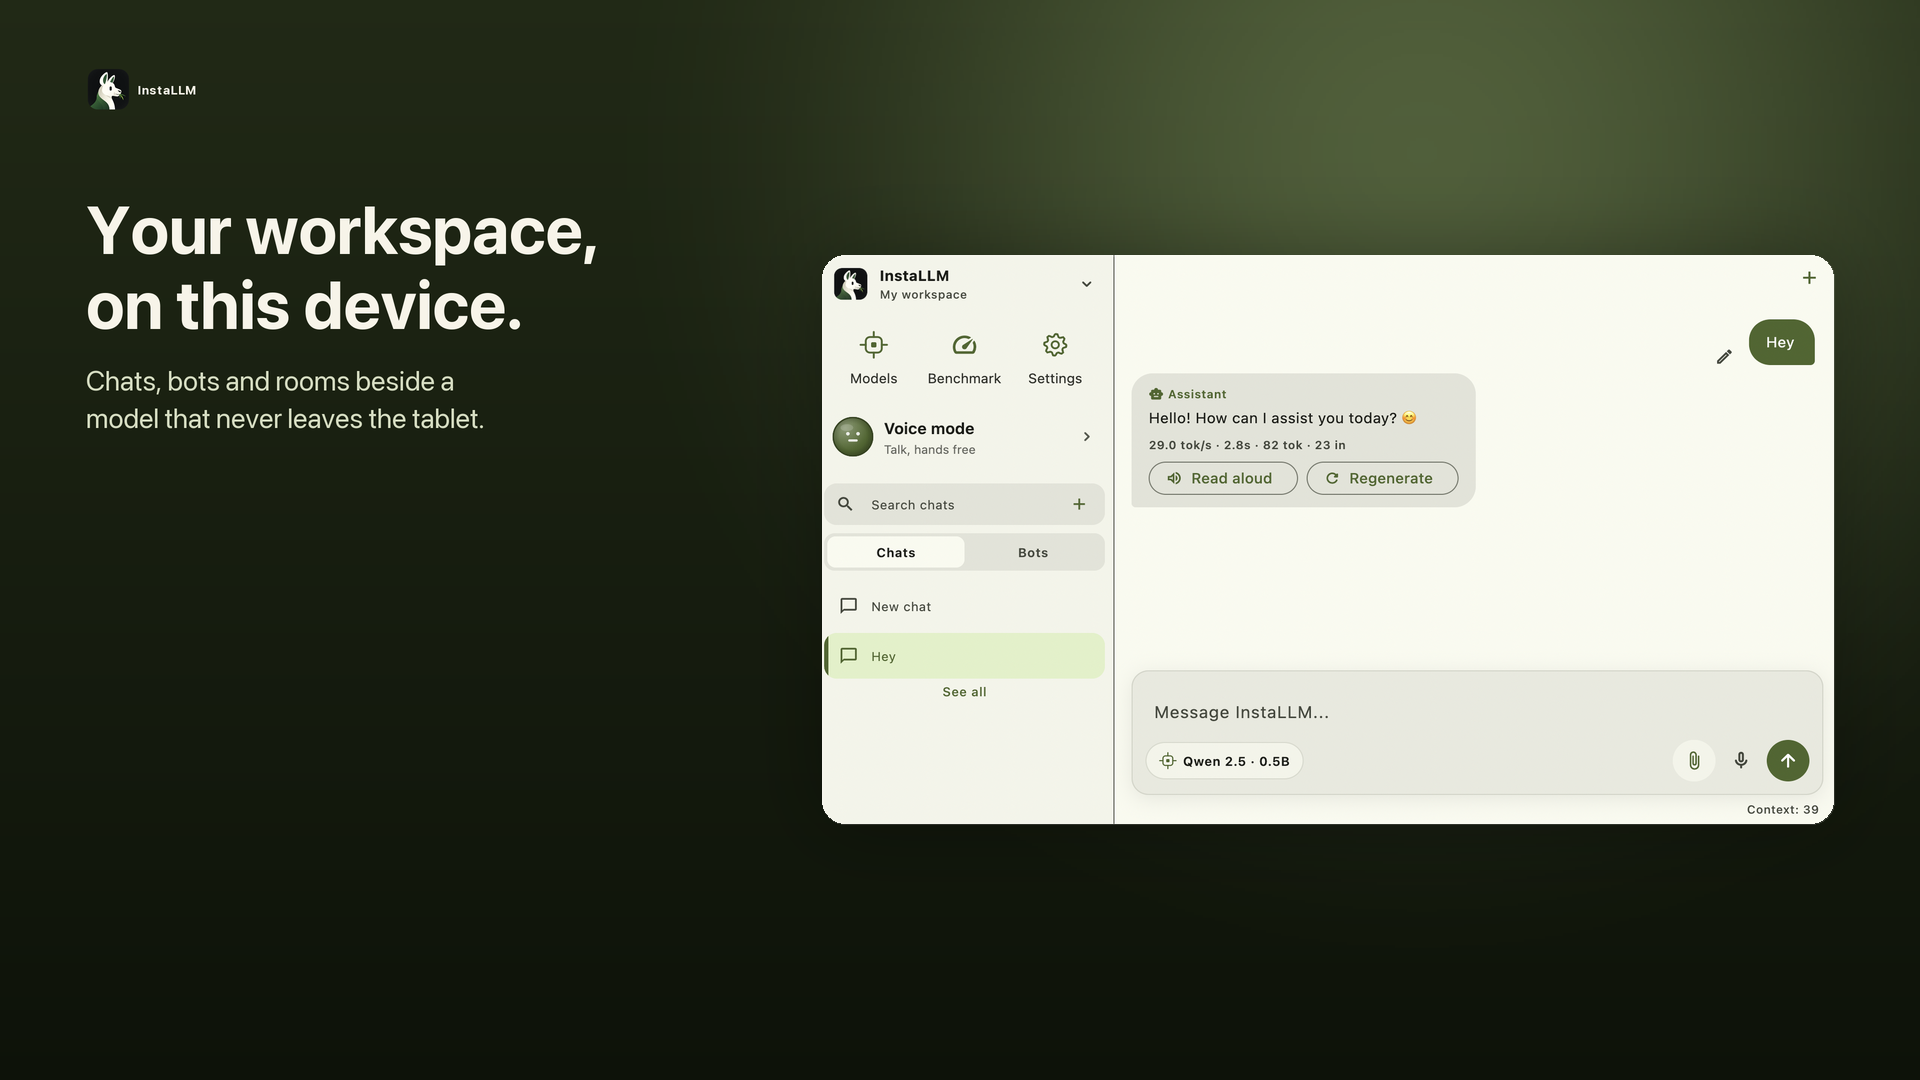 InstaLLM
Your workspace,
on this device.
Chats, bots and rooms beside a
model that never leaves the tablet.
InstaLLM
My workspace
Models
Benchmark
Settings
Voice mode
Talk, hands free
Search chats
Chats
Bots
New chat
Hey
See all
Hey
Assistant
Hello! How can I assist you today? 😊
29.0 tok/s · 2.8s · 82 tok · 23 in
Read aloud
Regenerate
Message InstaLLM...
Qwen 2.5 · 0.5B
Context: 39